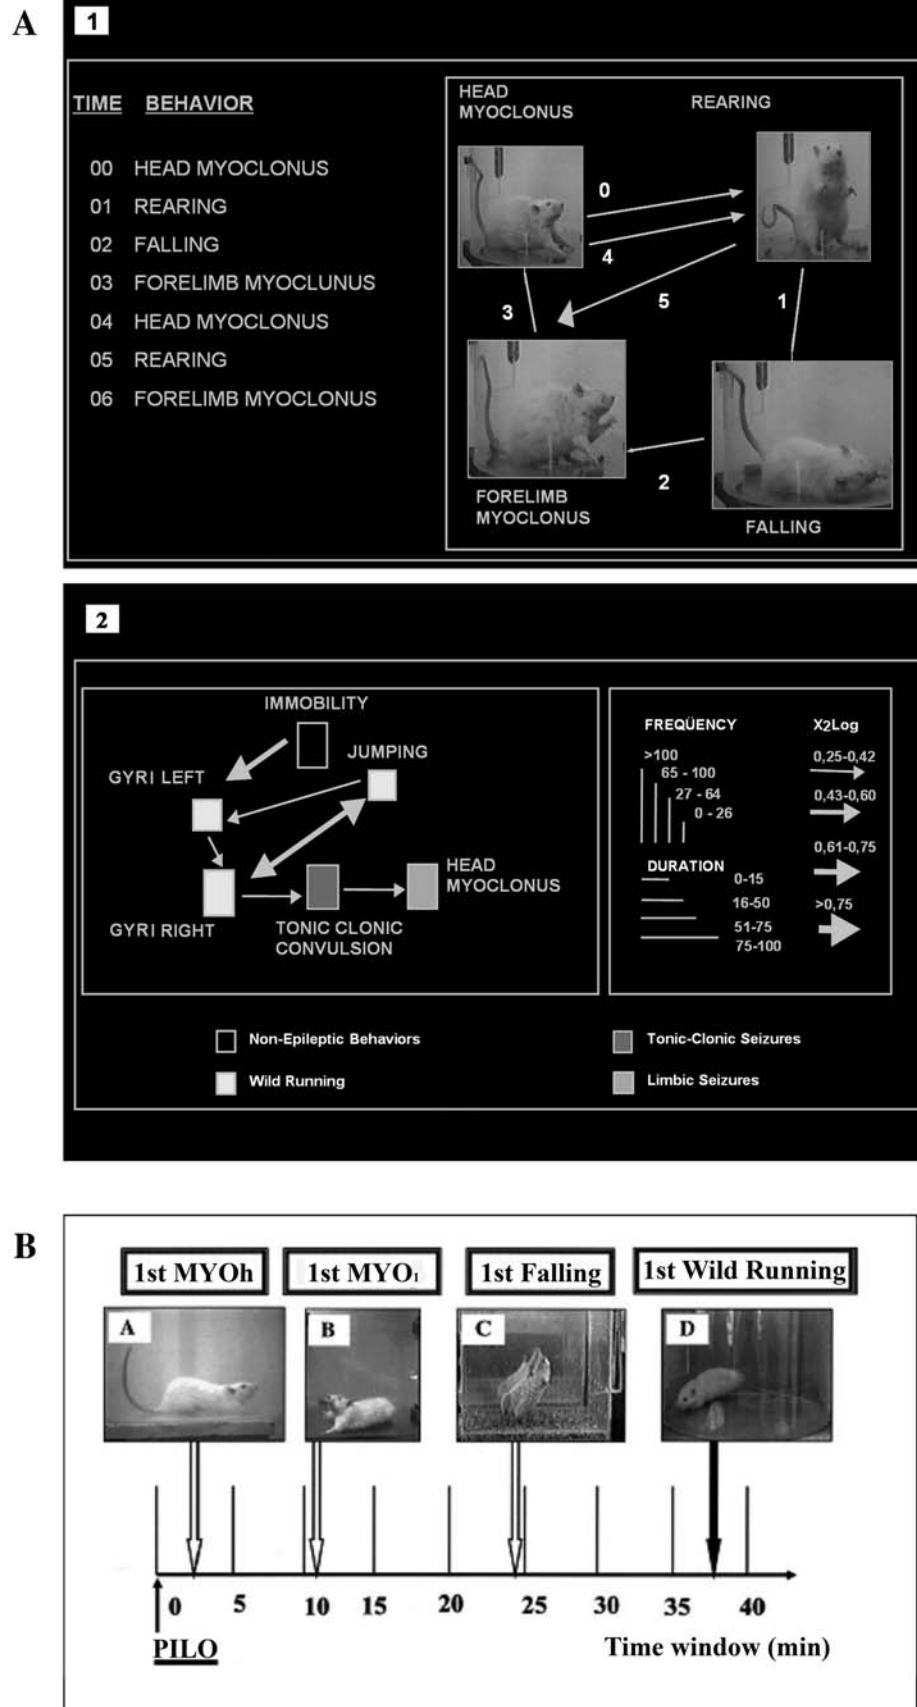 A
1
TIME BEHAVIOR
00 HEAD MYOCLONUS
01 REARING
02 FALLING
03 FORELIMB MYOCLUNUS
04 HEAD MYOCLONUS
05 REARING
06 FORELIMB MYOCLONUS
HEAD
MYOCLONUS
REARING
0
4
3
5
1
2
FORELIMB
MYOCLONUS
FALLING
2
IMMOBILITY
JUMPING
GYRI LEFT
HEAD
MYOCLONUS
GYRI RIGHT
TONIC CLONIC
CONVULSION
FREQÜENCY
>100
65 - 100
27 - 64
0 - 26
DURATION
0-15
16-50
51-75
75-100
X2Log
0,25-0,42
0,43-0,60
0,61-0,75
>0,75
Non-Epileptic Behaviors
Wild Running
Tonic-Clonic Seizures
Limbic Seizures
B
1st MYOh
1st MYO₁
1st Falling
1st Wild Running
A
B
C
D
0 5 10 15 20 25 30 35 40
PILO
Time window (min)